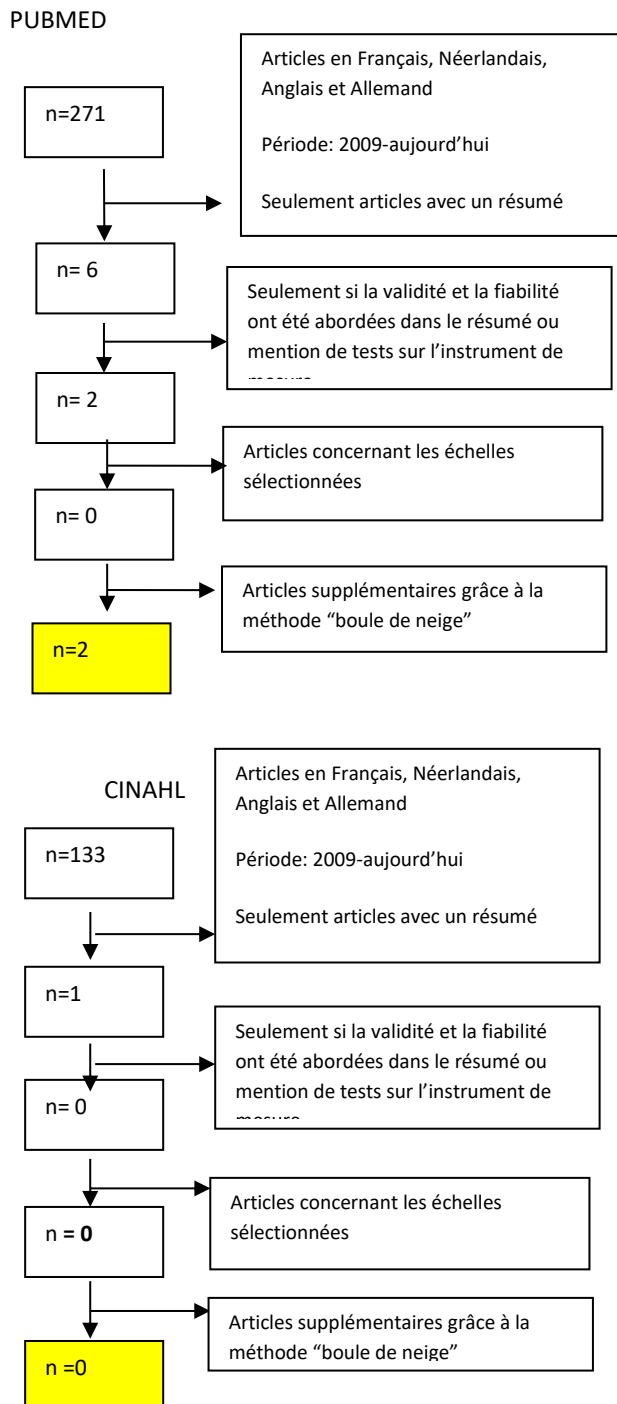 PUBMED
n=271
Articles en Français, Néerlandais,
Anglais et Allemand
Période: 2009-aujourd’hui
Seulement articles avec un résumé
n= 6
Seulement si la validité et la fiabilité
ont été abordées dans le résumé ou
mention de tests sur l’instrument de
n= 2
Articles concernant les échelles
sélectionnées
n= 0
Articles supplémentaires grâce à la
méthode “boule de neige”
n=2
CINAHL
n=133
Articles en Français, Néerlandais,
Anglais et Allemand
Période: 2009-aujourd’hui
Seulement articles avec un résumé
n=1
Seulement si la validité et la fiabilité
ont été abordées dans le résumé ou
mention de tests sur l’instrument de
n= 0
Articles concernant les échelles
sélectionnées
n = 0
Articles supplémentaires grâce à la
méthode “boule de neige”
n =0